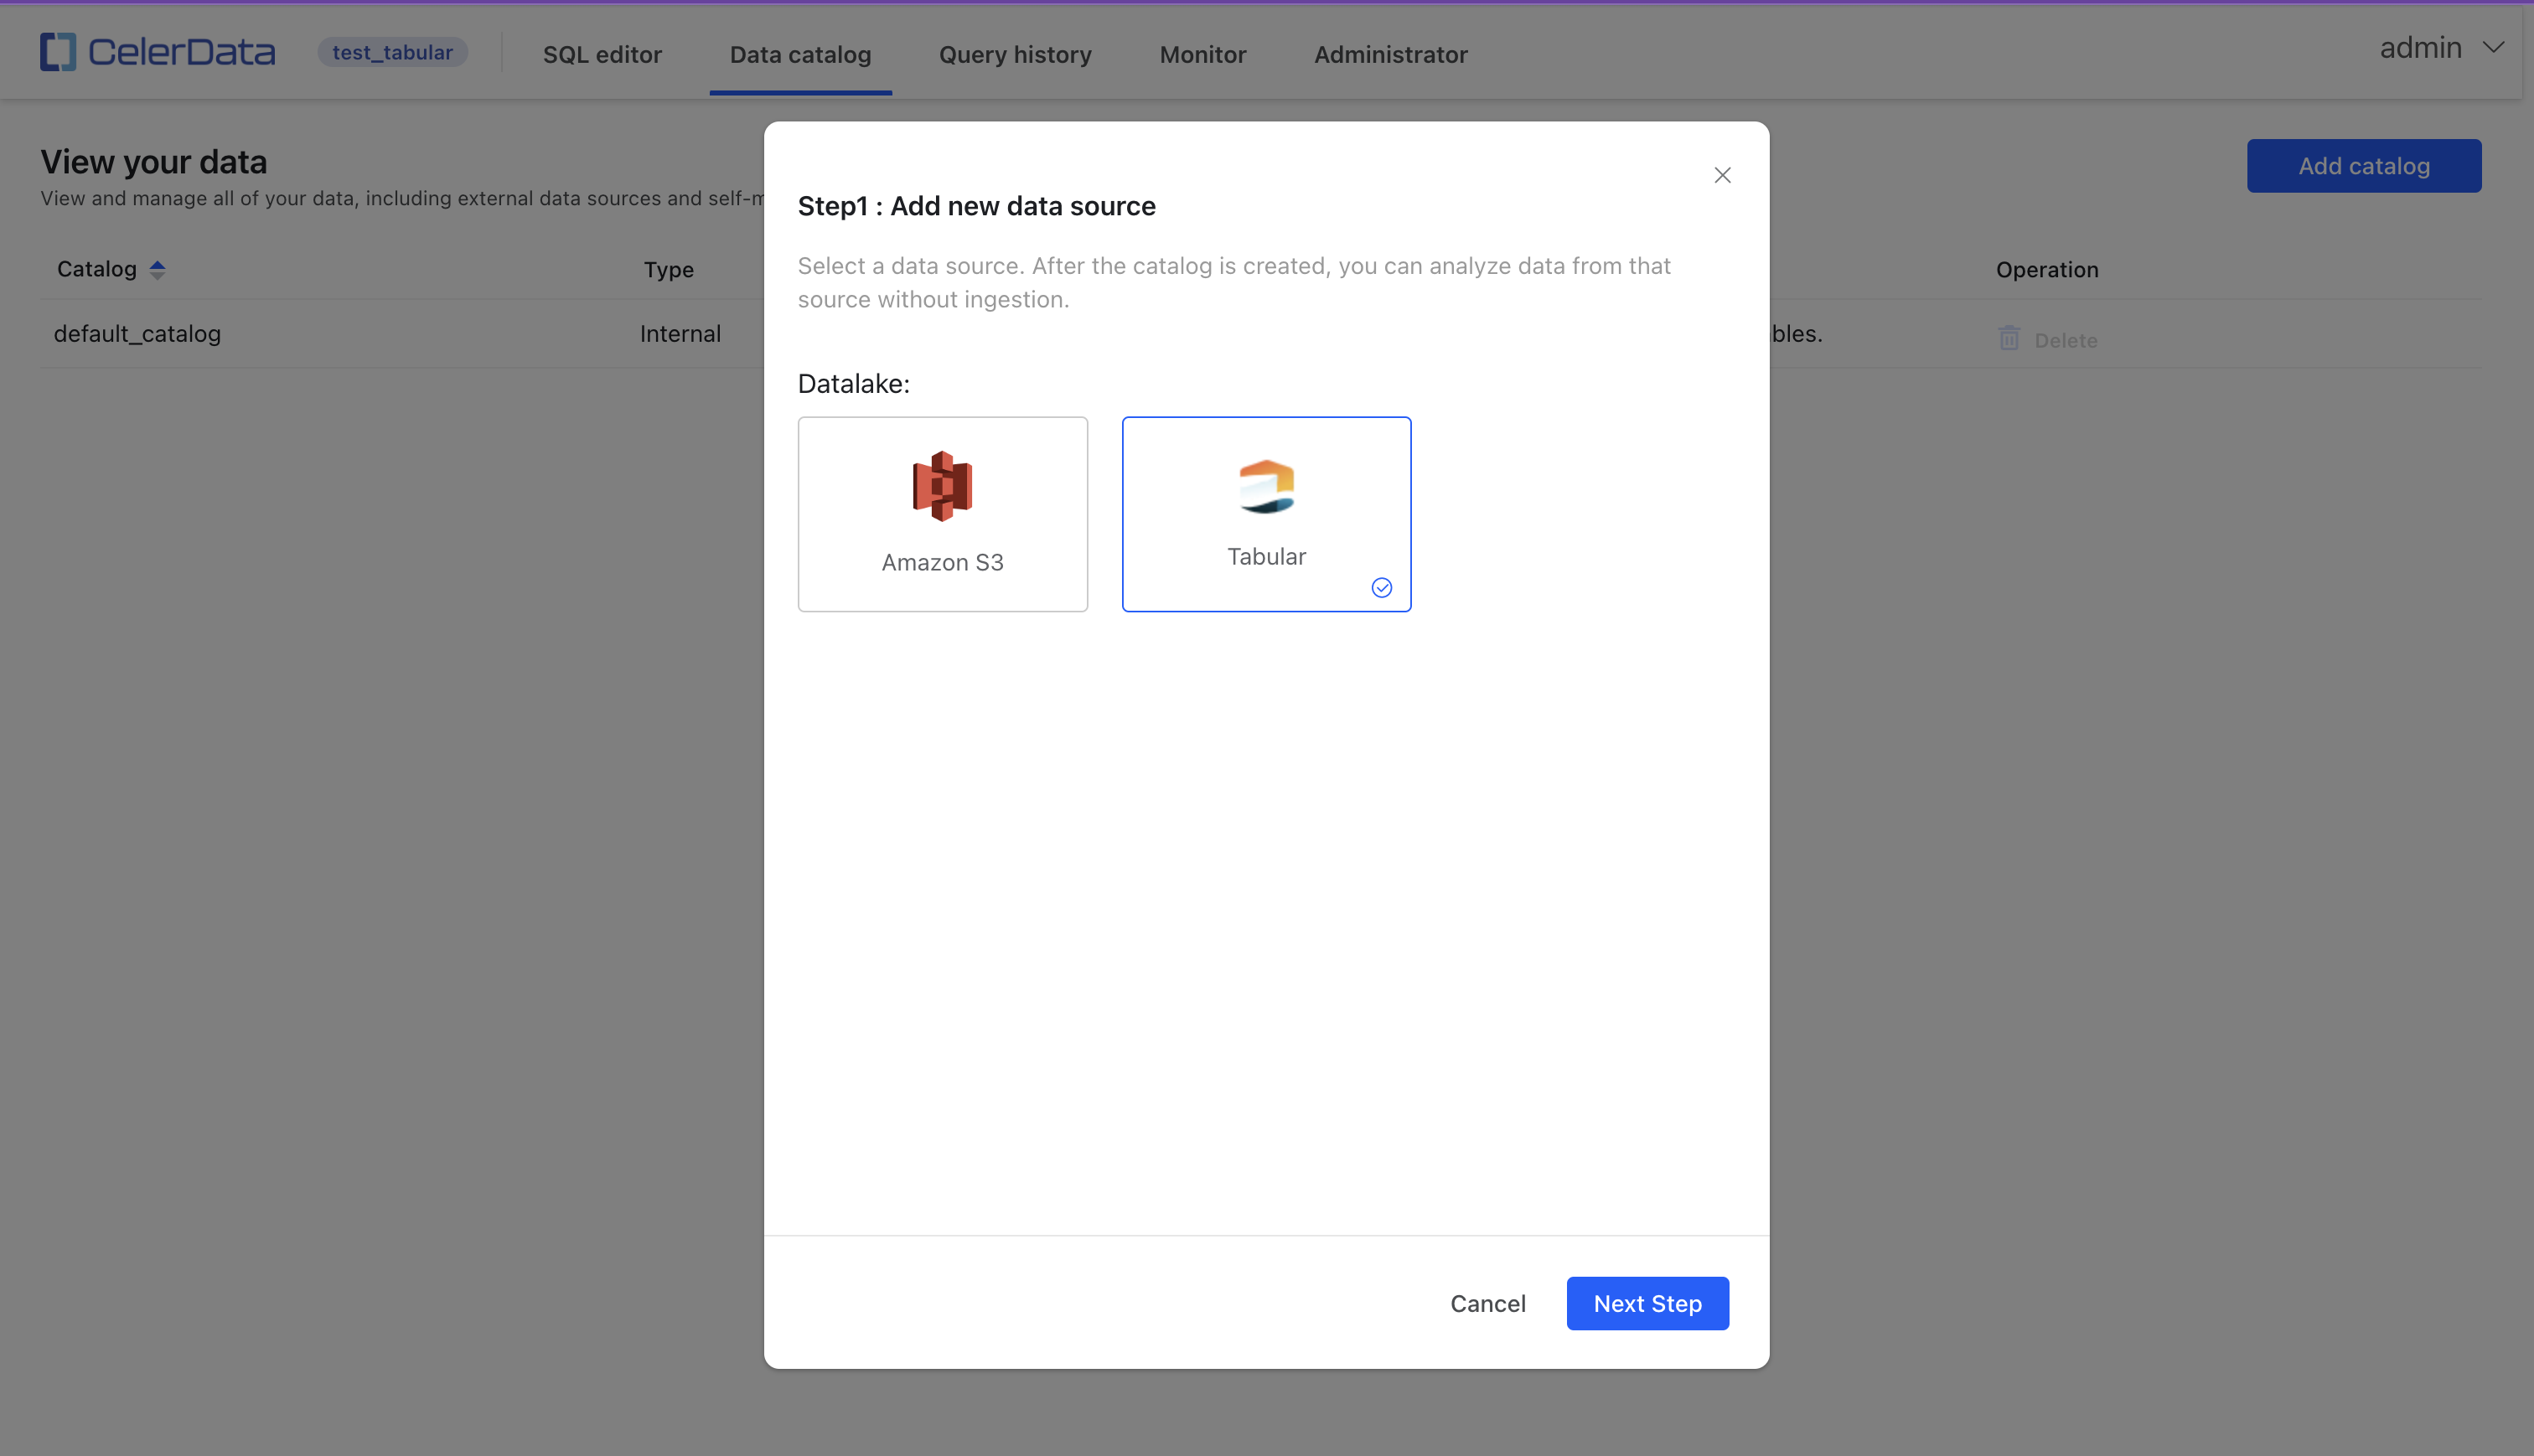 CelerData test_tabular SQL editor Data catalog Query history Monitor Administrator admin
View your data
Add catalog
View and manage all of your data, including external data sources and self-m
Catalog Type Operation
default_catalog Internal bles. Delete
Step1 : Add new data source
Select a data source. After the catalog is created, you can analyze data from that
source without ingestion.
Datalake:
Amazon S3
Tabular
Cancel Next Step